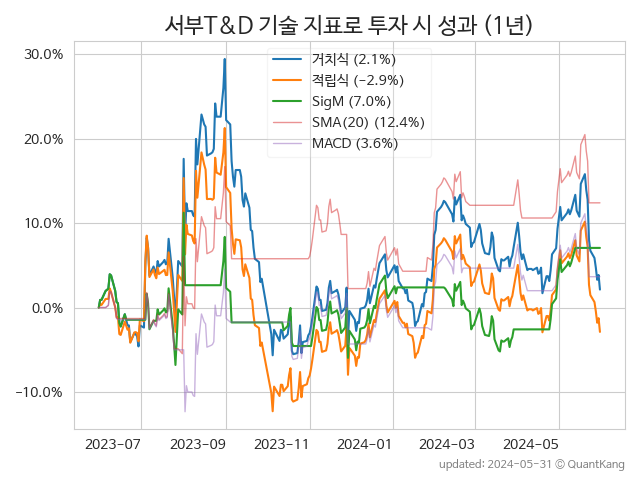 서부T&D 기술 지표로 투자 시 성과 (1년)
30.0%
20.0%
10.0%
0.0%
−10.0%
거치식 (2.1%)
적립식 (−2.9%)
SigM (7.0%)
SMA(20) (12.4%)
MACD (3.6%)
2023-07
2023-09
2023-11
2024-01
2024-03
2024-05
updated: 2024-05-31 © QuantKang